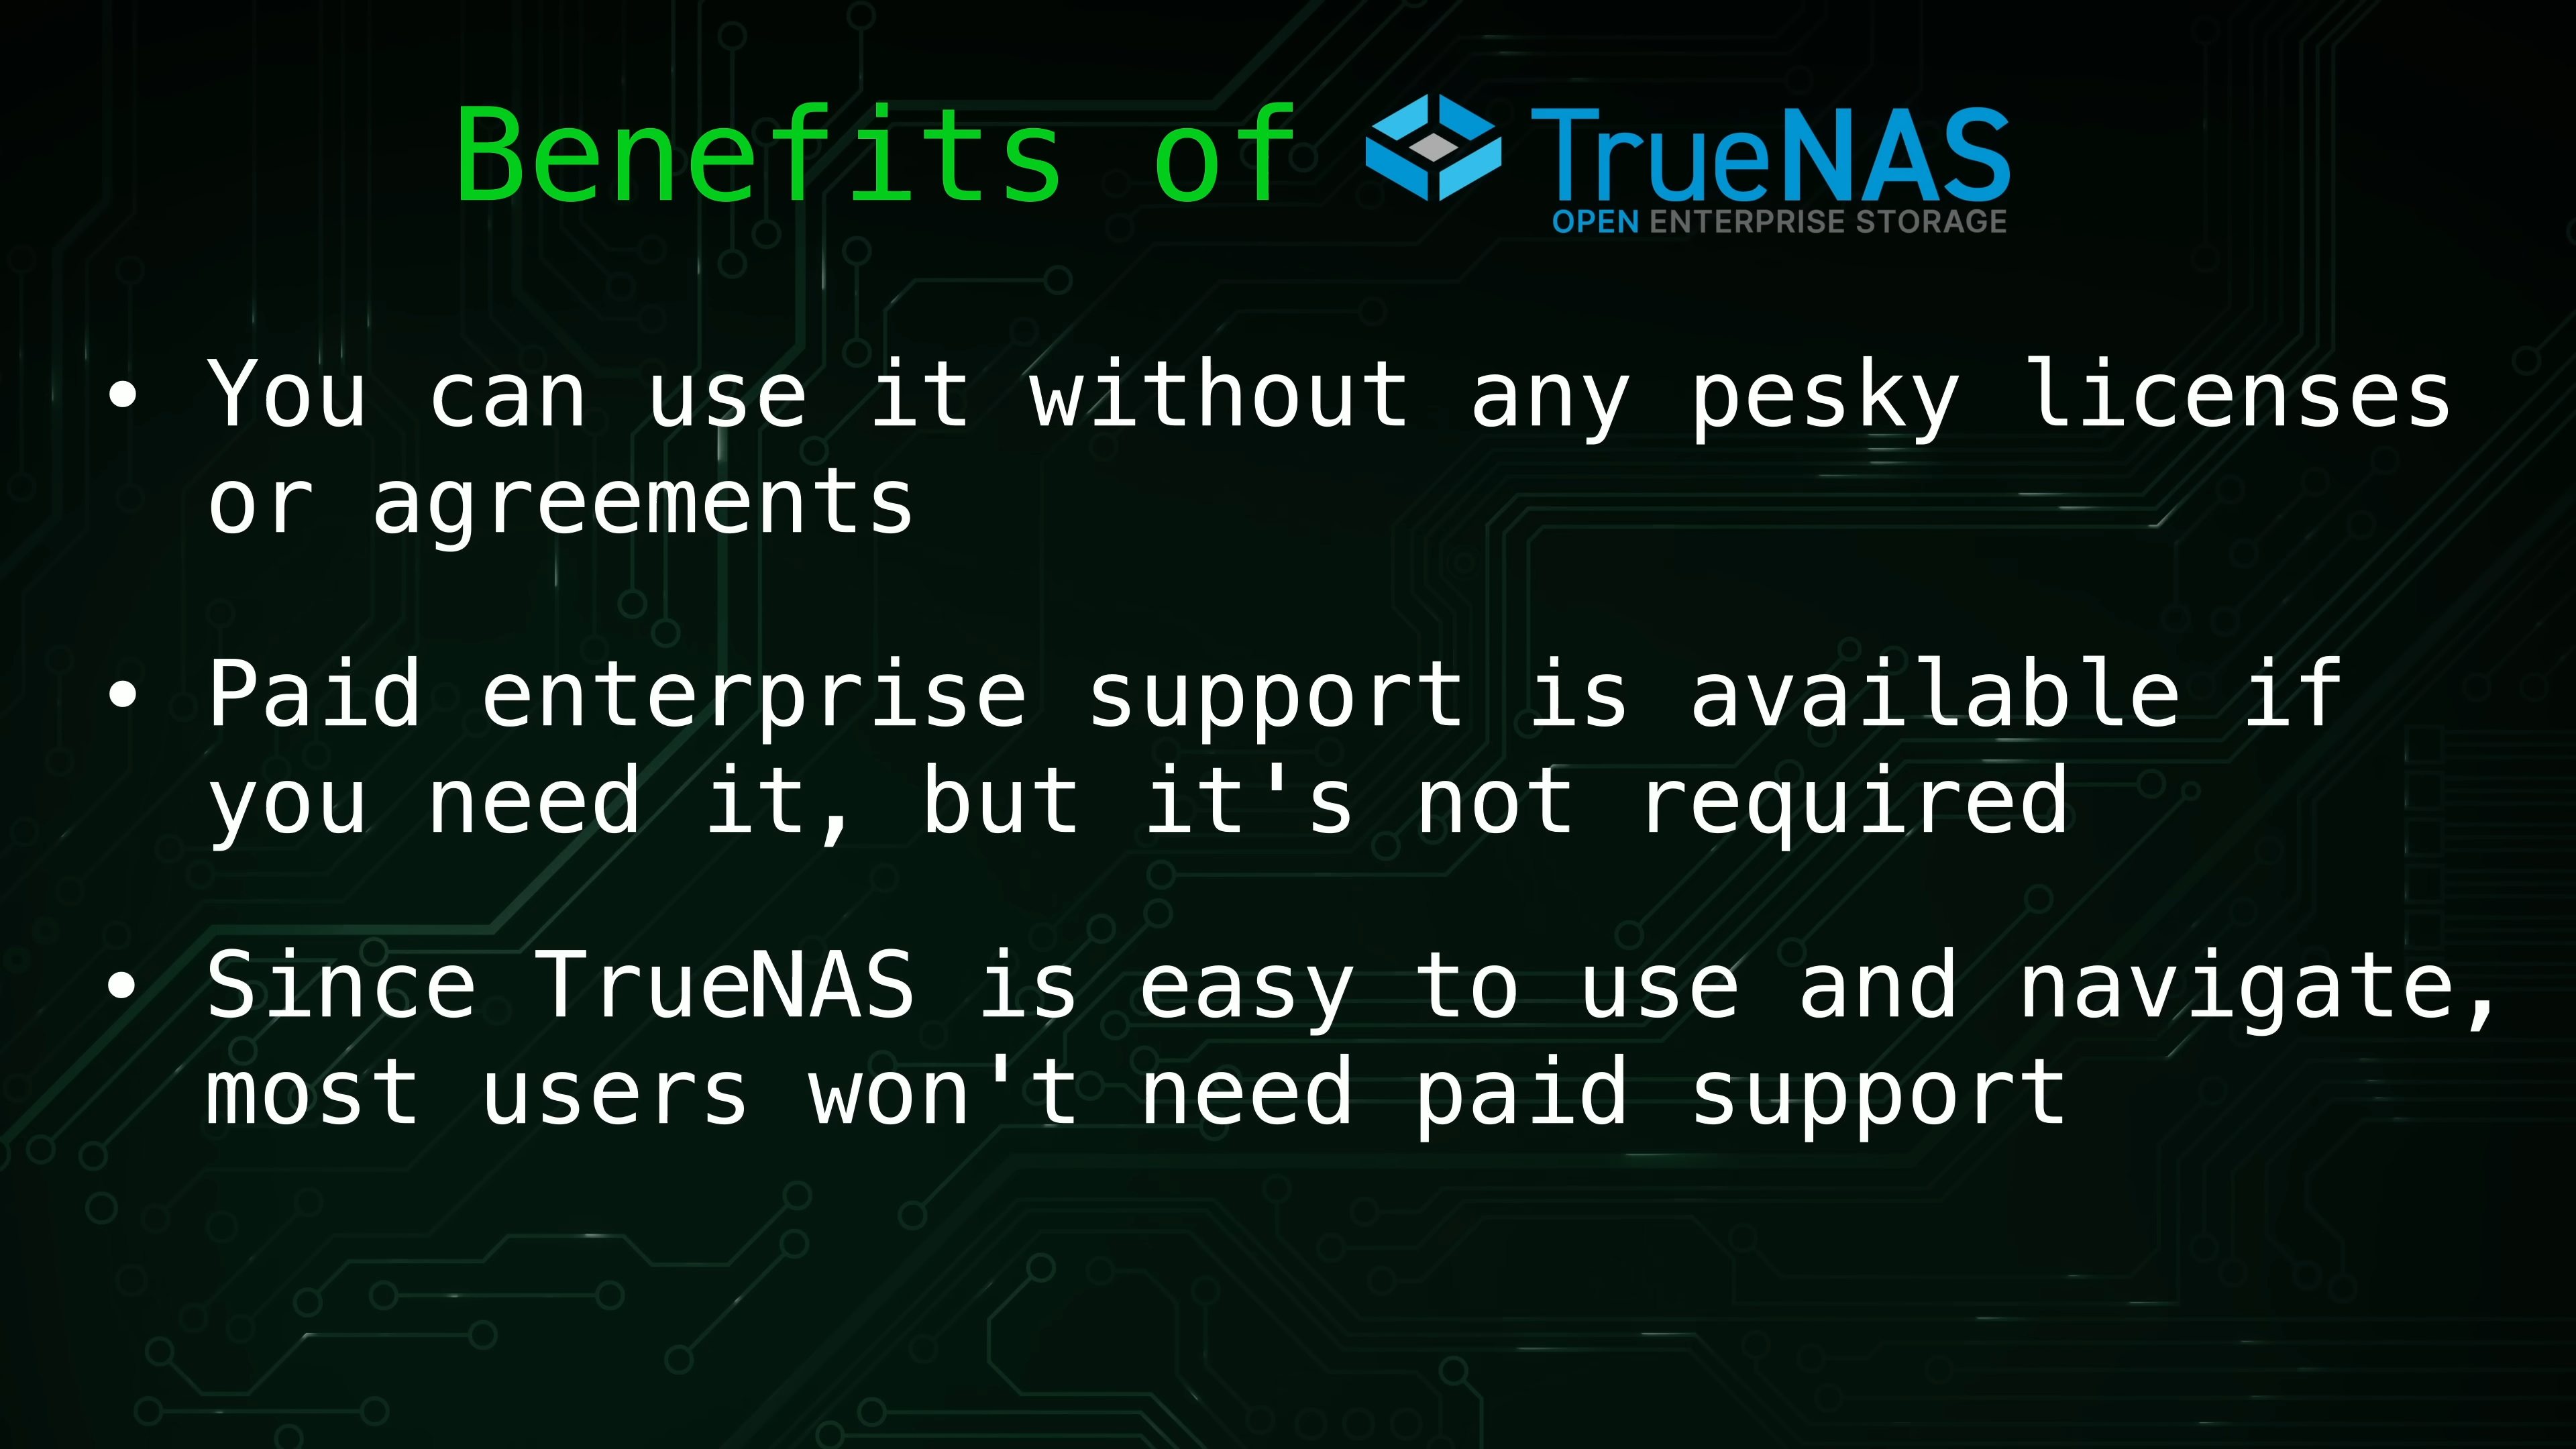 Benefits of TrueNAS
OPEN ENTERPRISE STORAGE
• You can use it without any pesky licenses
or agreements
• Paid enterprise support is available if
you need it, but it's not required
• Since TrueNAS is easy to use and navigate,
most users won't need paid support